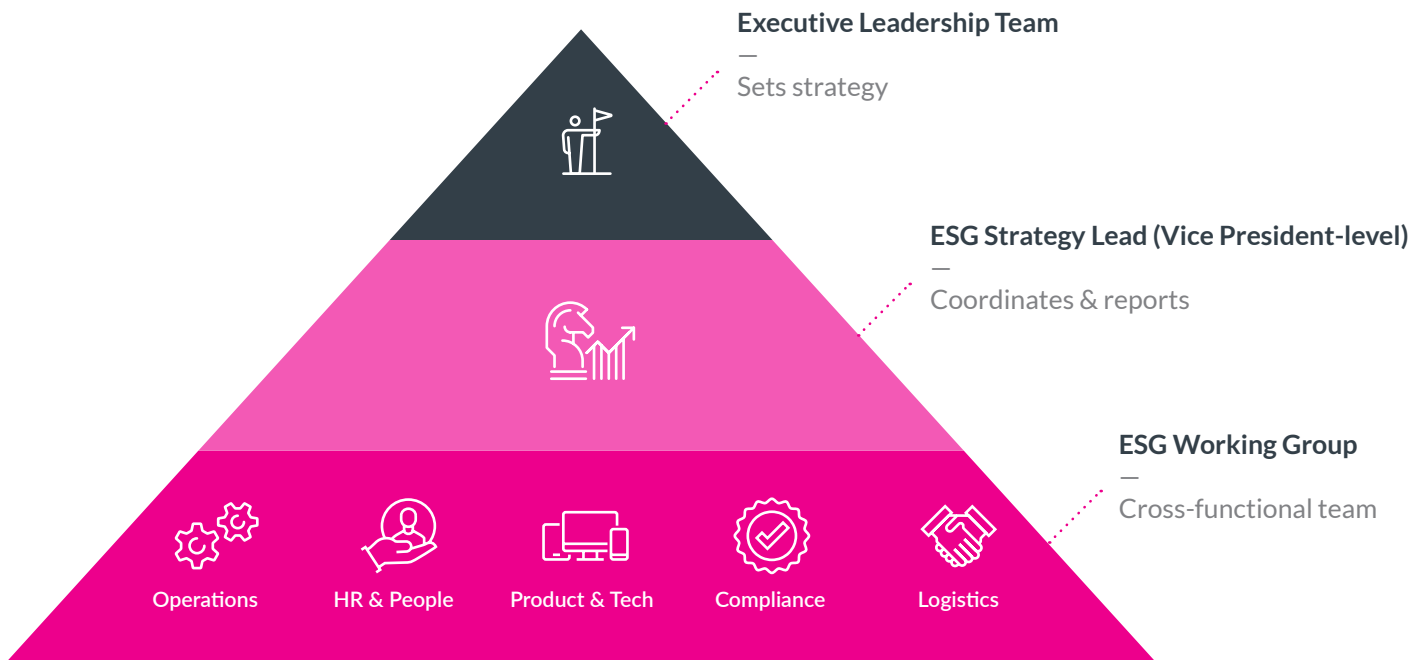 Executive Leadership Team
—
Sets strategy
ESG Strategy Lead (Vice President-level)
—
Coordinates & reports
ESG Working Group
—
Cross-functional team
Operations
HR & People
Product & Tech
Compliance
Logistics